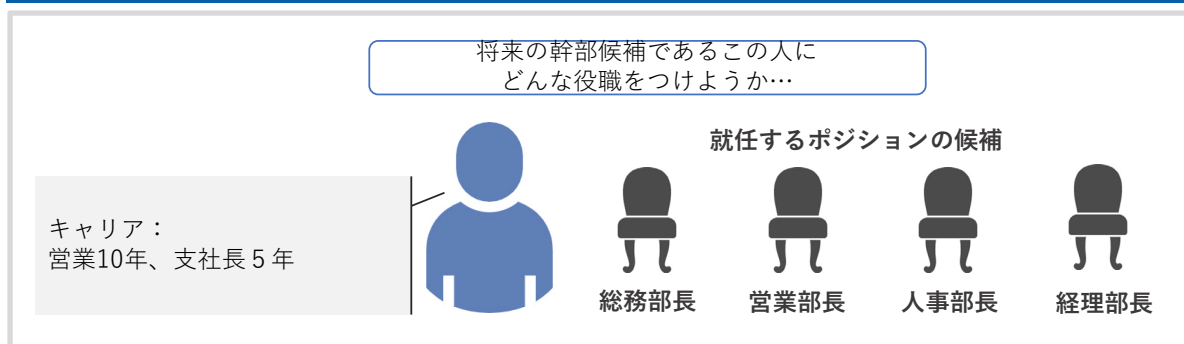 将来の幹部候補であるこの人に
どんな役職をつけようか…
就任するポジションの候補
キャリア：
営業10年、支社長５年
総務部長
営業部長
人事部長
経理部長